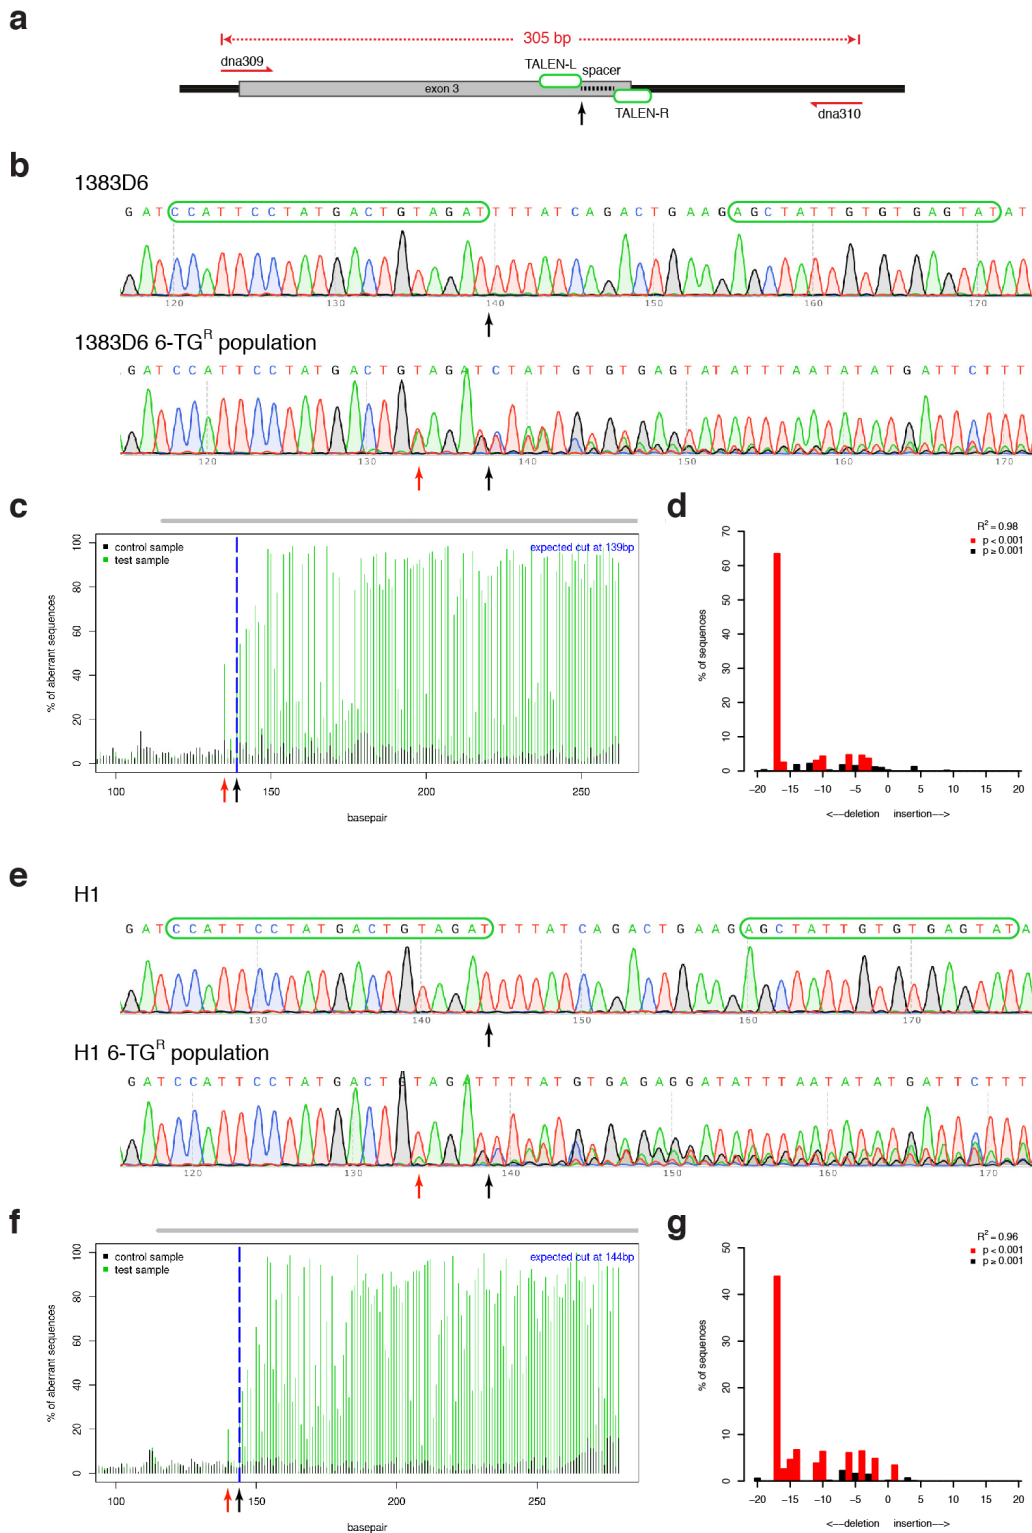 a
305 bp
dna309
TALEN-L
spacer
exon 3
TALEN-R
dna310
b
1383D6
G A T C C A T T C C T A T G A C T G T A G A T T T T A T C A G A C T G A A G A G C T A T T G T G T G A G T A T A T
120 130 140 150 160 170
1383D6 6-TGR population
G A T C C A T T C C T A T G A C T G T A G A T C T A T T G T G T G A G T A T A T T T A A T A T A T G A T T C T T T
120 130 140 150 160 170
c
control sample
test sample
expected cut at 139bp
% of aberrant sequences
0 20 40 60 80 100
100 150 200 250
basepair
d
R2 = 0.98
p < 0.001
p ≥ 0.001
% of sequences
0 10 20 30 40 50 60 70
−20 −15 −10 −5 0 5 10 15 20
<−−deletion insertion−−>
e
H1
G A T C C A T T C C T A T G A C T G T A G A T T T T A T C A G A C T G A A G A G C T A T T G T G T G A G T A T A
130 140 150 160 170
H1 6-TGR population
G A T C C A T T C C T A T G A C T G T A G A T T T T A T G T G A G A G G A T A T T T A A T A T A T G A T T C T T T
120 130 140 150 160 170
f
control sample
test sample
expected cut at 144bp
% of aberrant sequences
0 20 40 60 80 100
100 150 200 250
basepair
g
R2 = 0.96
p < 0.001
p ≥ 0.001
% of sequences
0 10 20 30 40 50
−20 −15 −10 −5 0 5 10 15 20
<−−deletion insertion−−>